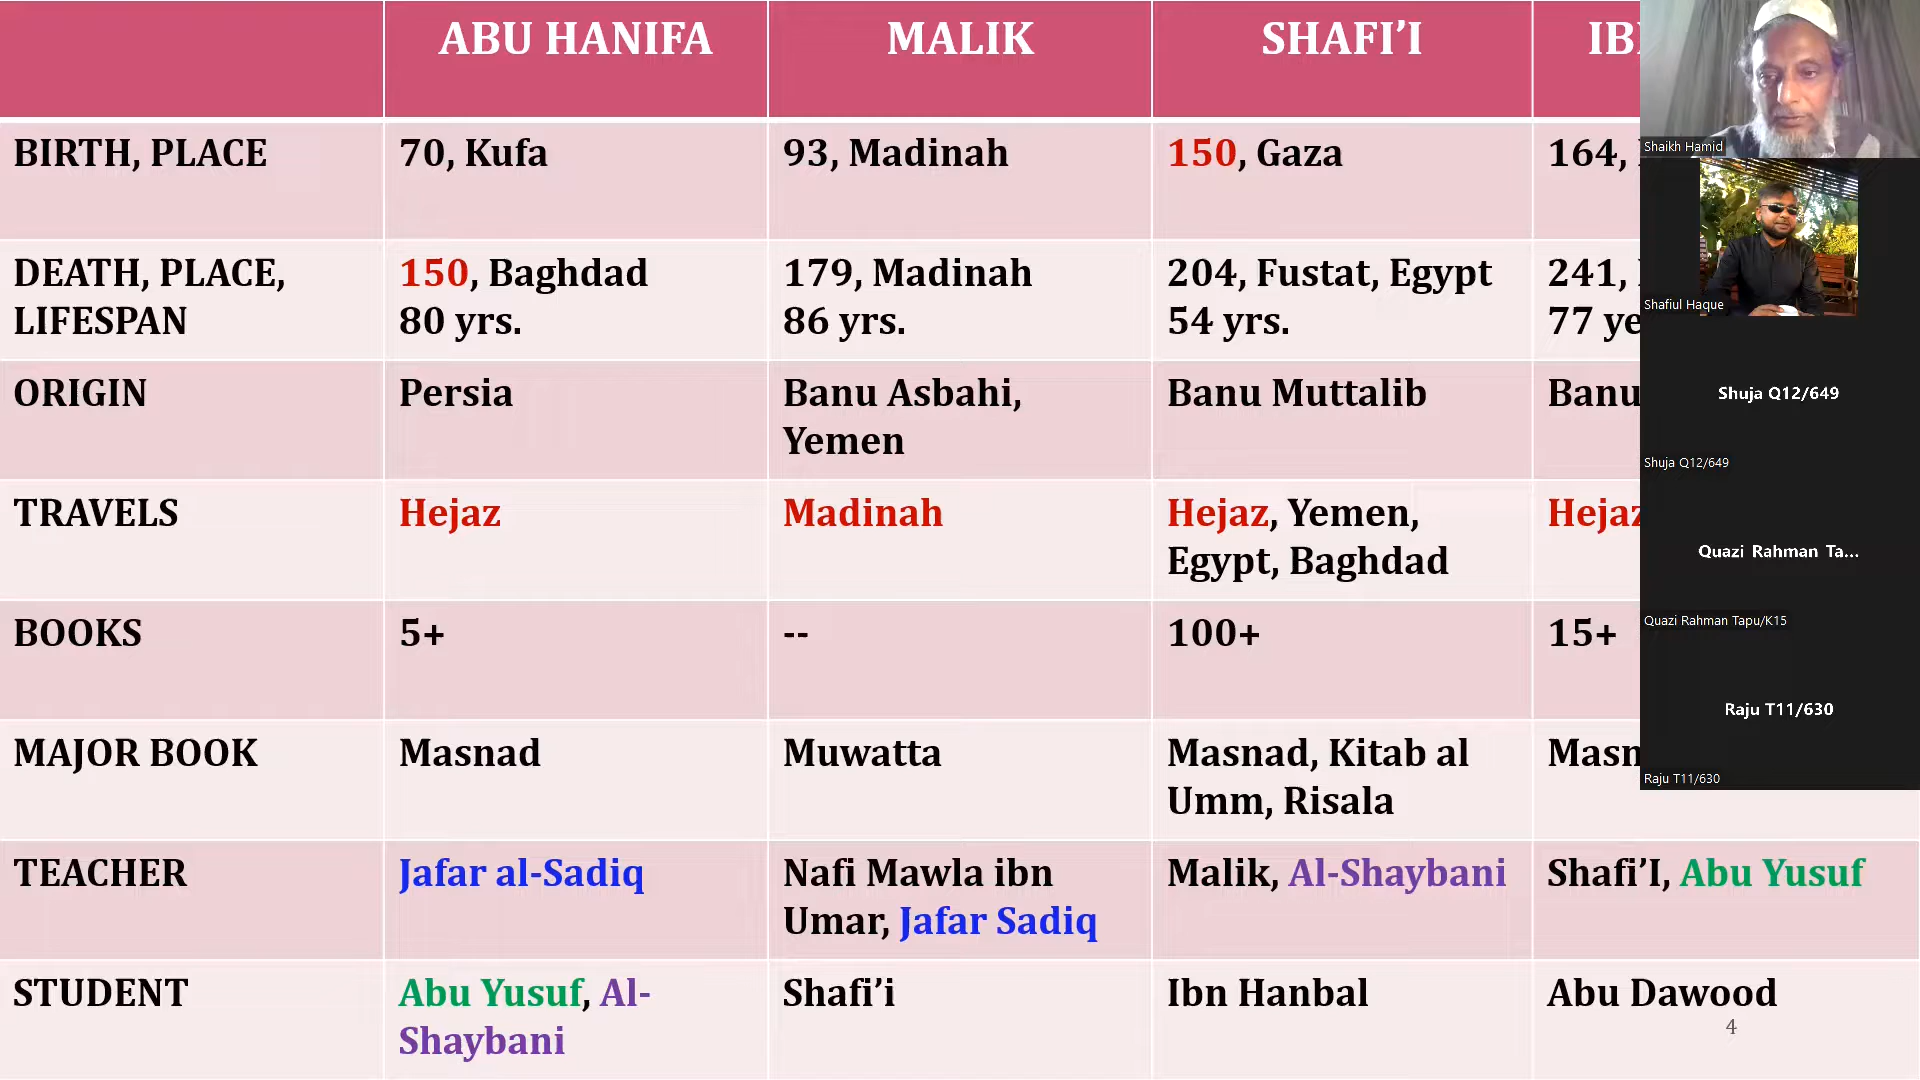 ABU HANIFA MALIK SHAFI’I
BIRTH, PLACE 70, Kufa 93, Madinah 150, Gaza 164,
DEATH, PLACE, 150, Baghdad 179, Madinah 204, Fustat, Egypt 241,
LIFESPAN 80 yrs. 86 yrs. 54 yrs. 77
ORIGIN Persia Banu Asbahi, Banu Muttalib Banu
Yemen
TRAVELS Hejaz Madinah Hejaz, Yemen, Hejaz
Egypt, Baghdad
BOOKS 5+ -- 100+ 15+
MAJOR BOOK Masnad Muwatta Masnad, Kitab al
Umm, Risala
TEACHER Jafar al-Sadiq Nafi Mawla ibn Malik, Al-Shaybani Shafi’I, Abu Yusuf
Umar, Jafar Sadiq
STUDENT Abu Yusuf, Al- Shafi’i Ibn Hanbal Abu Dawood
Shaybani
4
Shaikh Hamid
Shafiul Haque
Shuja Q12/649
Shuja Q12/649
Quazi Rahman Ta...
Quazi Rahman Tapu/K15
Raju T11/630
Raju T11/630